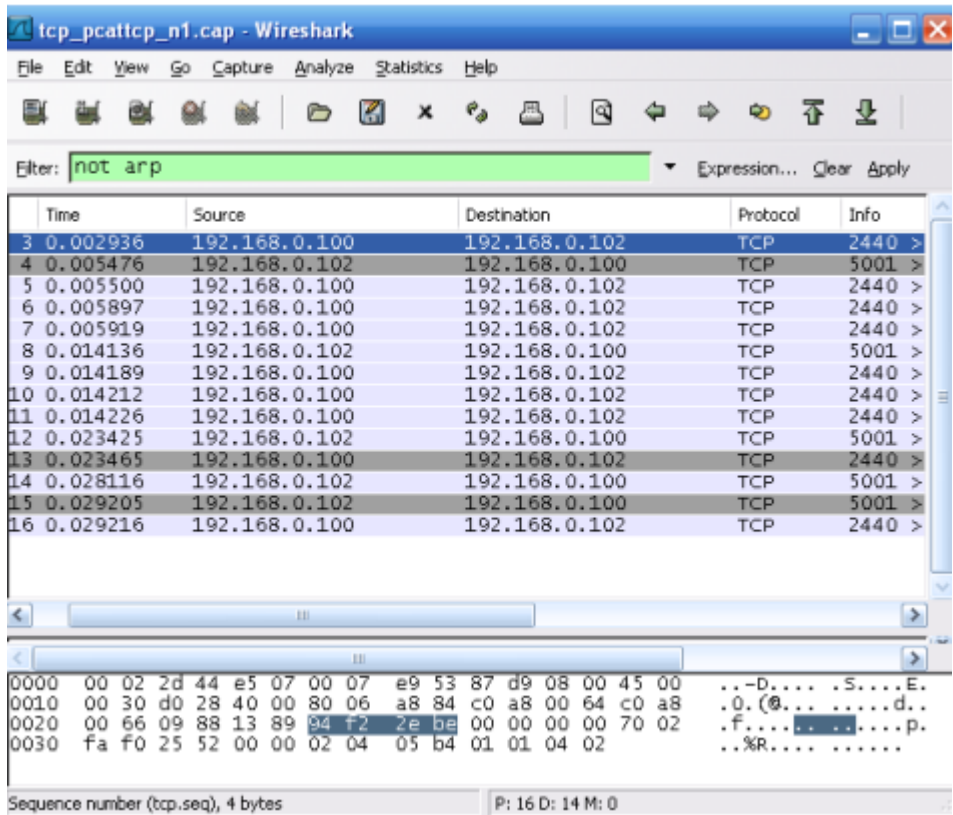 tcp_pcattcp_n1.cap - Wireshark
File Edit View Go Capture Analyze Statistics Help
Filter: not arp Expression... Clear Apply
Time Source Destination Protocol Info
3 0.002936 192.168.0.100 192.168.0.102 TCP 2440 >
4 0.005476 192.168.0.102 192.168.0.100 TCP 5001 >
5 0.005500 192.168.0.100 192.168.0.102 TCP 2440 >
6 0.005897 192.168.0.100 192.168.0.102 TCP 2440 >
7 0.005919 192.168.0.100 192.168.0.102 TCP 2440 >
8 0.014136 192.168.0.102 192.168.0.100 TCP 5001 >
9 0.014189 192.168.0.100 192.168.0.102 TCP 2440 >
10 0.014212 192.168.0.100 192.168.0.102 TCP 2440 >
11 0.014226 192.168.0.100 192.168.0.102 TCP 2440 >
12 0.023425 192.168.0.102 192.168.0.100 TCP 5001 >
13 0.023465 192.168.0.100 192.168.0.102 TCP 2440 >
14 0.028116 192.168.0.102 192.168.0.100 TCP 5001 >
15 0.029205 192.168.0.102 192.168.0.100 TCP 5001 >
16 0.029216 192.168.0.100 192.168.0.102 TCP 2440 >
0000 00 02 2d 44 e5 07 00 07 e9 53 87 d9 08 00 45 00 ..-D.... .S....E.
0010 00 30 d0 28 40 00 80 06 a8 84 c0 a8 00 64 c0 a8 .0.(@... .....d..
0020 00 66 09 88 13 89 94 f2 2e be 00 00 00 00 70 02 .f...... ......p.
0030 fa f0 25 52 00 00 02 04 05 b4 01 01 04 02 ..%R.... ......
Sequence number (tcp.seq), 4 bytes P: 16 D: 14 M: 0